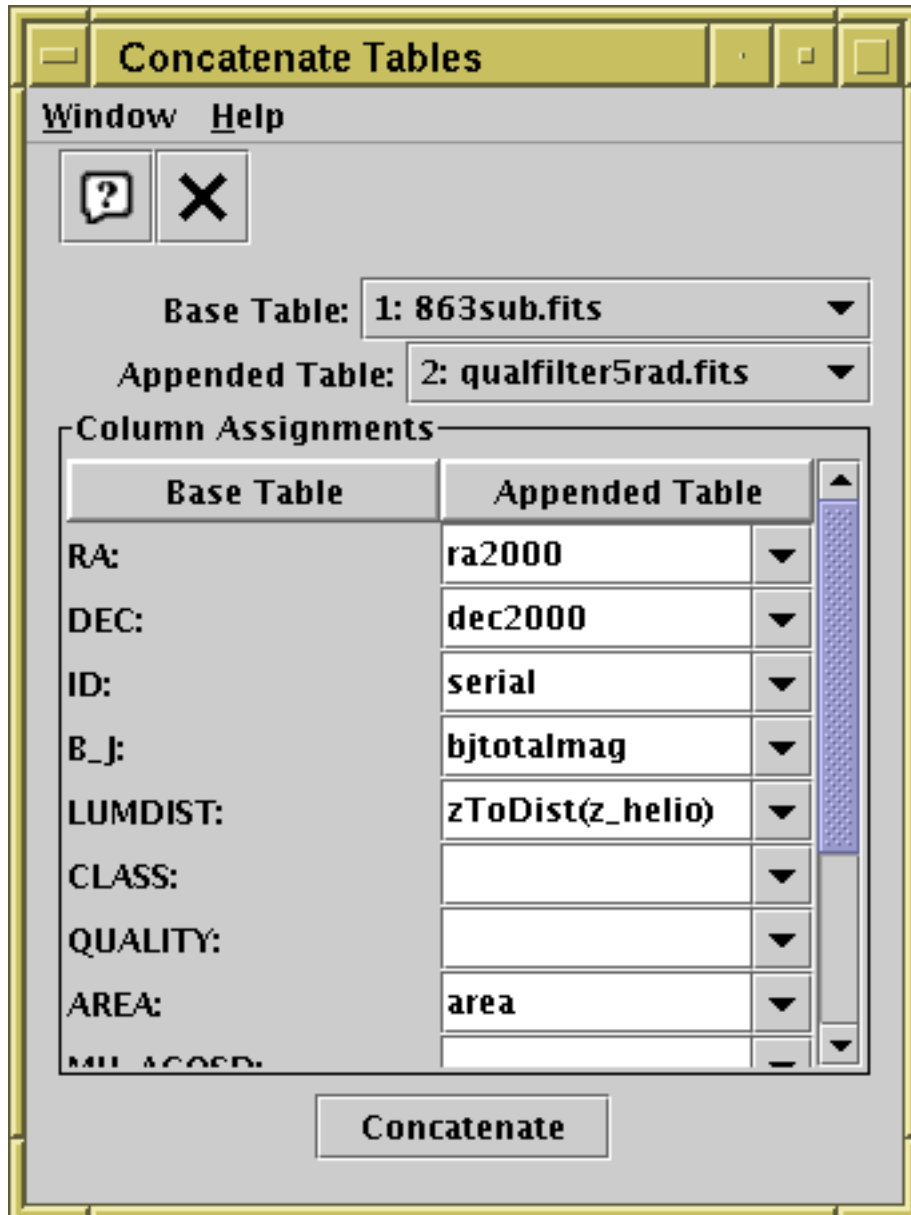 Concatenate Tables
Window Help
Base Table: 1: 863sub.fits
Appended Table: 2: qualfilter5rad.fits
Column Assignments
Base Table Appended Table
RA: ra2000
DEC: dec2000
ID: serial
B_J: bjtotalmag
LUMDIST: zToDist(z_helio)
CLASS:
QUALITY:
AREA: area
Concatenate